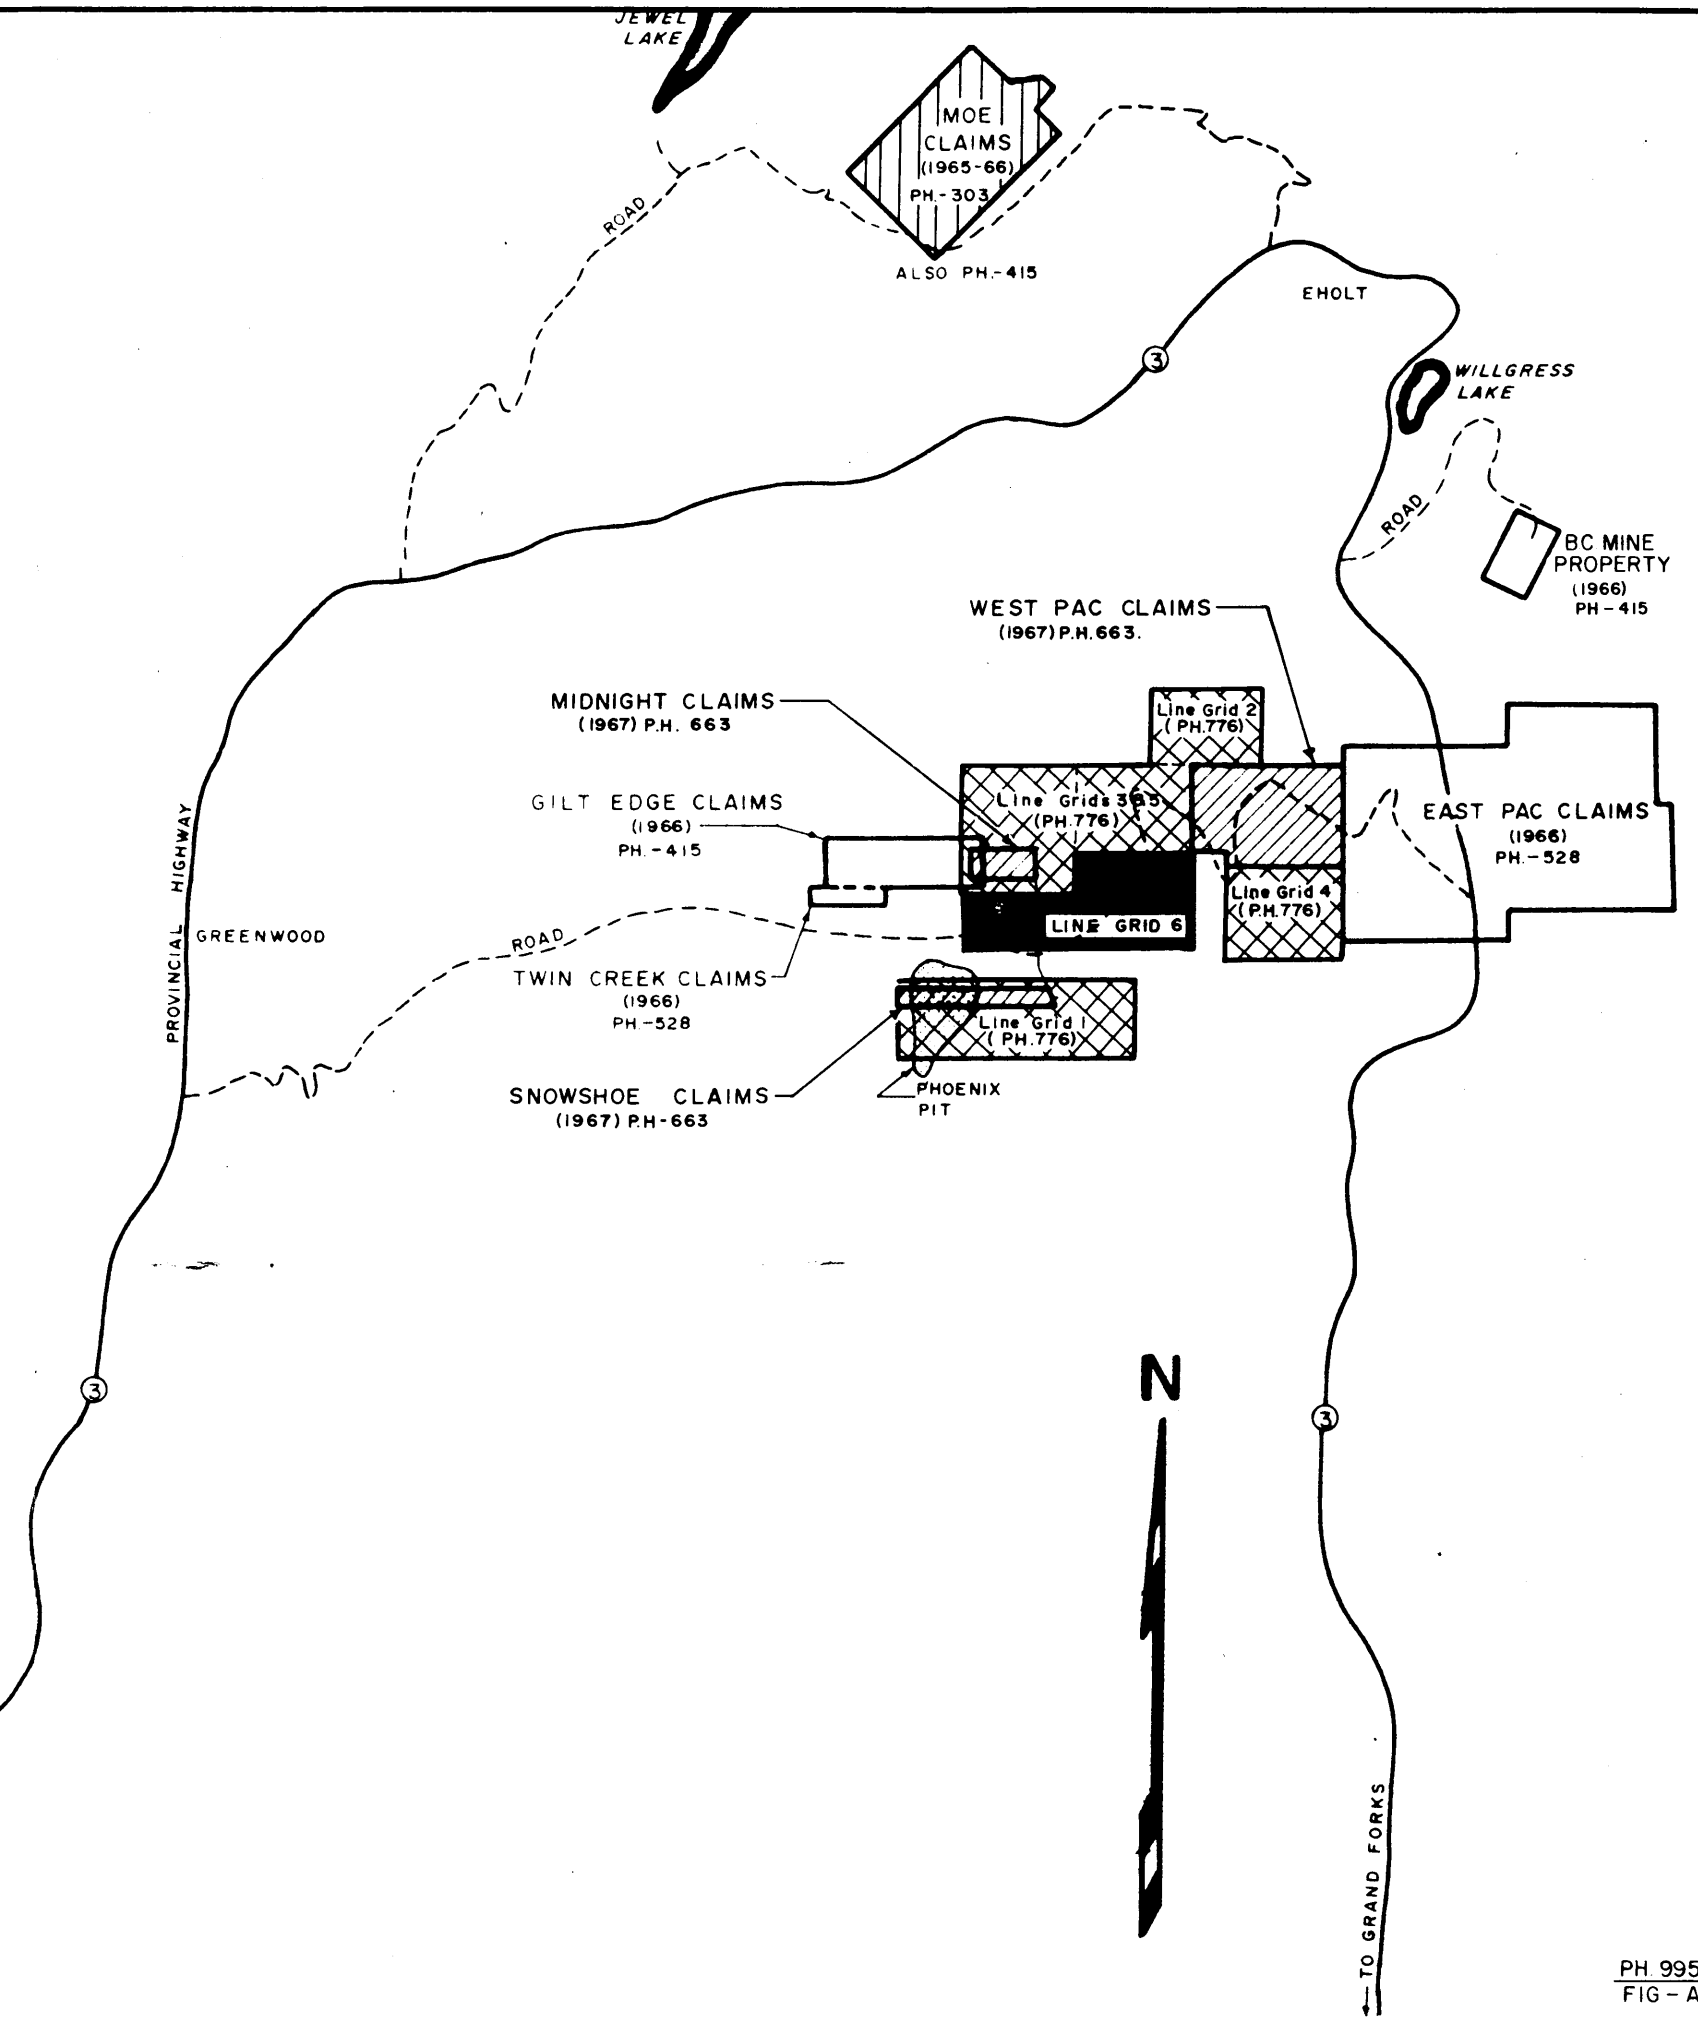 JEWEL
LAKE
MOE
CLAIMS
(1965-66)
PH.-303
ALSO PH.-415
ROAD
EHOLT
3
WILLGRESS
LAKE
ROAD
BC MINE
PROPERTY
(1966)
PH-415
WEST PAC CLAIMS
(1967) P.H. 663.
MIDNIGHT CLAIMS
(1967) P.H. 663
Line Grid 2
(PH.776)
GILT EDGE CLAIMS
(1966)
PH.-415
Line Grids 3&5
(PH.776)
EAST PAC CLAIMS
(1966)
PH.-528
Line Grid 4
(P.H.776)
LINE GRID 6
PROVINCIAL HIGHWAY
GREENWOOD
ROAD
TWIN CREEK CLAIMS
(1966)
PH.-528
Line Grid 1
(PH.776)
SNOWSHOE CLAIMS
(1967) P.H-663
PHOENIX
PIT
3
N
3
← TO GRAND FORKS
PH. 995
FIG - A